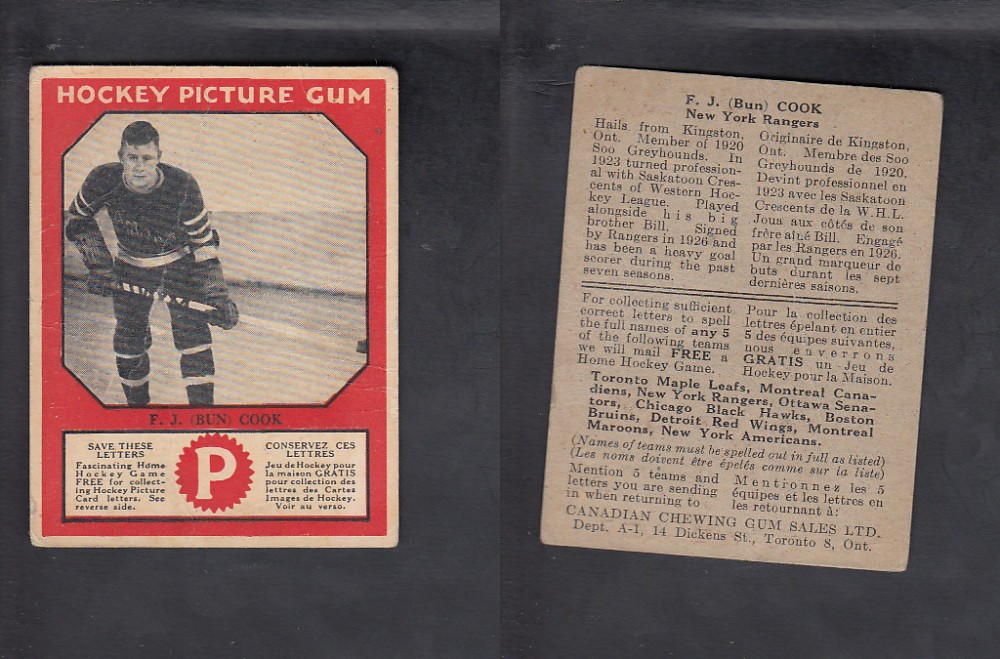 HOCKEY PICTURE GUM
F. J. (BUN) COOK
SAVE THESE
LETTERS
Fascinating Home
Hockey Game
FREE for collect-
ing Hockey Picture
Card letters. See
reverse side.
P
CONSERVEZ CES
LETTRES
Jeu de Hockey pour
la maison GRATIS
pour collection des
lettres des Cartes
Images de Hockey.
Voir au verso.
F. J. (Bun) COOK
New York Rangers
Hails from Kingston,
Ont. Member of 1920
Soo Greyhounds. In
1923 turned profession-
al with Saskatoon Cres-
cents of Western Hoc-
key League. Played
alongside his big
brother Bill. Signed
by Rangers in 1926 and
has been a heavy goal
scorer during the past
seven seasons.
Originaire de Kingston,
Ont. Membre des Soo
Greyhounds de 1920.
Devint professionnel en
1923 avec les Saskatoon
Crescents de la W.H.L.
Joua aux côtés de son
frère aîné Bill. Engagé
par les Rangers en 1926.
Un grand marqueur de
buts durant les sept
dernières saisons.
For collecting sufficient
correct letters to spell
the full names of any 5
of the following teams
we will mail FREE a
Home Hockey Game.
Pour la collection des
lettres épelant en entier
5 des équipes suivantes,
nous enverrons
GRATIS un Jeu de
Hockey pour la Maison.
Toronto Maple Leafs, Montreal Cana-
diens, New York Rangers, Ottawa Sena-
tors, Chicago Black Hawks, Boston
Bruins, Detroit Red Wings, Montreal
Maroons, New York Americans.
(Names of teams must be spelled out in full as listed)
(Les noms doivent être épelés comme sur la liste)
Mention 5 teams and
letters you are sending
in when returning to
Mentionnez les 5
équipes et les lettres en
les retournant à:
CANADIAN CHEWING GUM SALES LTD.
Dept. A-1, 14 Dickens St., Toronto 8, Ont.